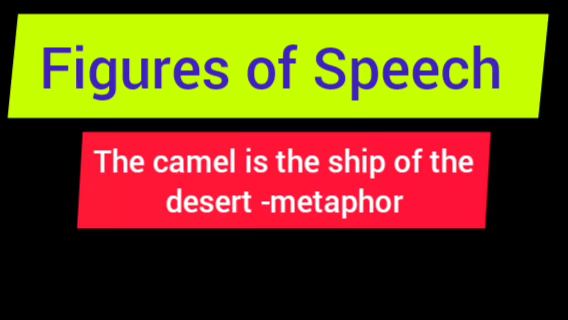 Figures of Speech
The camel is the ship of the
desert -metaphor